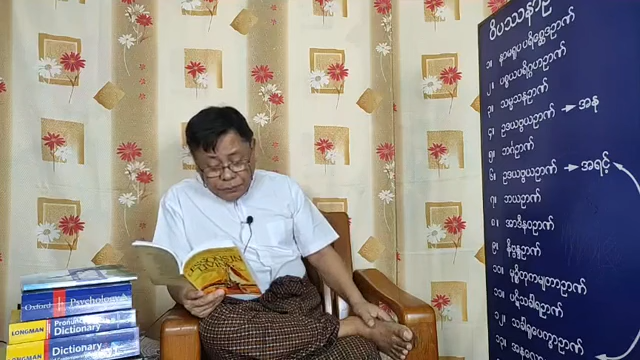 ဝိပဿနာဉာဏ်
၁။ နာမရူပ ပရိစ္ဆေဒဉာဏ်
၂။ ပစ္စယပရိဂ္ဂဟဉာဏ်
၃။ သမ္မသနဉာဏ်
၄။ ဥဒယဗ္ဗယဉာဏ် → အနု
၅။ ဘင်္ဂဉာဏ်
၆။ ဥဒယဗ္ဗယဉာဏ် → အရင့်
၇။ ဘယဉာဏ်
၈။ အာဒီနဝဉာဏ်
၉။ နိဗ္ဗိန္ဒဉာဏ်
၁၀။ မုဉ္စိတုကမျတာဉာဏ်
၁၁။ ပဋိသင်္ခါရဉာဏ်
၁၂။ သင်္ခါရုပေက္ခာဉာဏ်
၁၃။
Oxford Psychology
LONGMAN Pronunciation Dictionary
LONGMAN Dictionary
LONGMAN